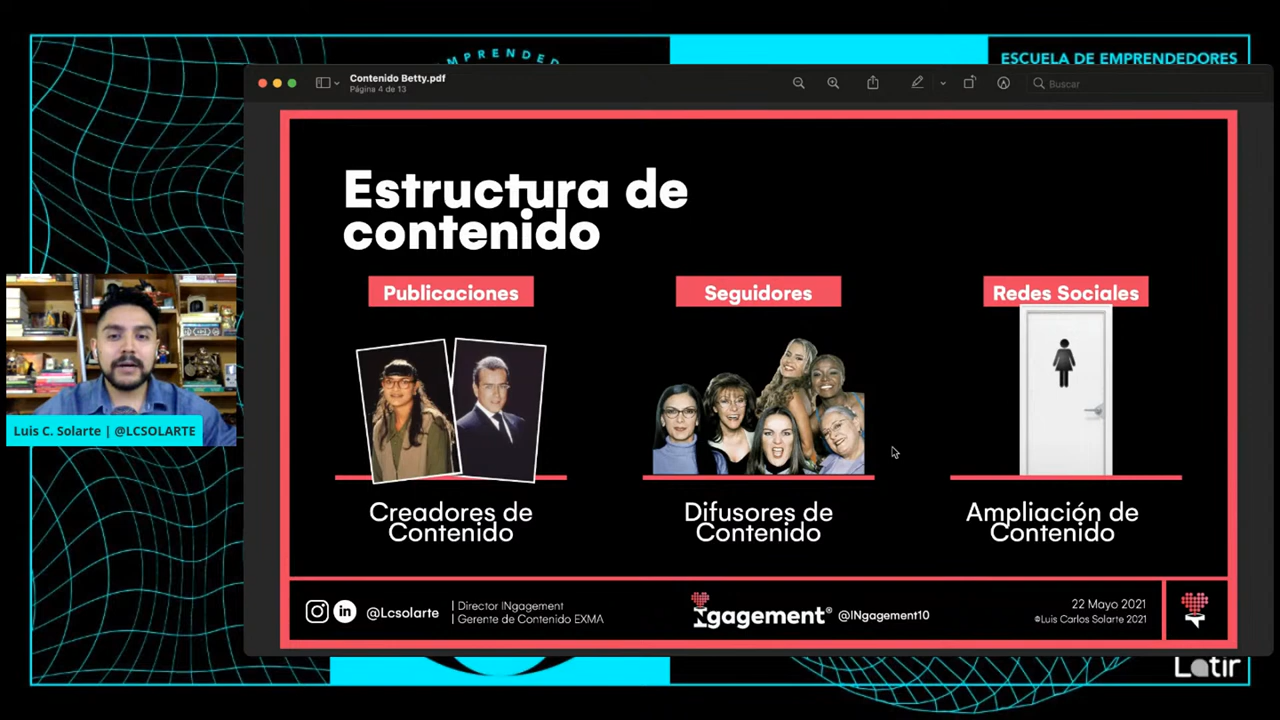 MPRENDED
ESCUELA DE EMPRENDEDORES
Contenido Betty.pdf
Página 4 de 13
Buscar
Estructura de
contenido
Publicaciones
Seguidores
Redes Sociales
Creadores de
Contenido
Difusores de
Contenido
Ampliación de
Contenido
Luis C. Solarte | @LCSOLARTE
@Lcsolarte
| Director INgagement
| Gerente de Contenido EXMA
INgagement® @INgagement10
22 Mayo 2021
©Luis Carlos Solarte 2021
Latir